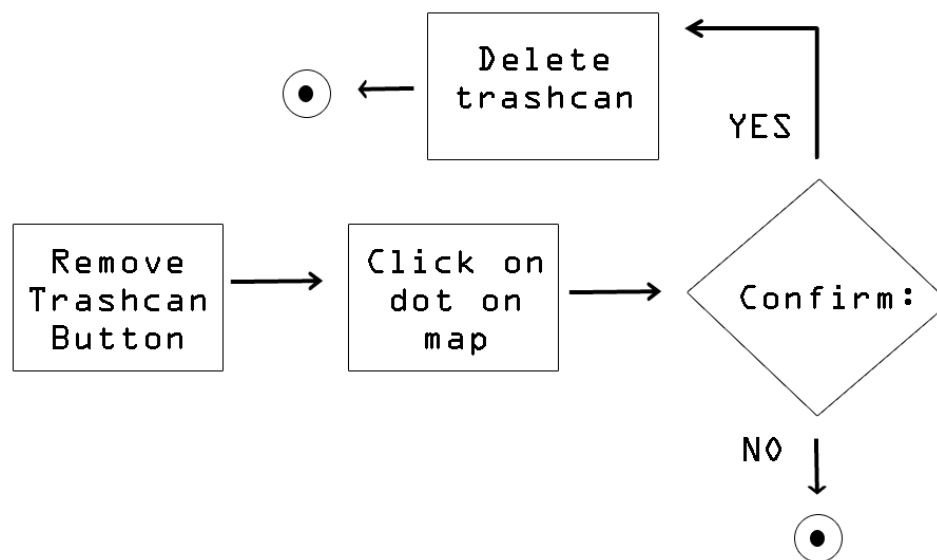 Delete
trashcan
YES
Remove
Trashcan
Button
Click on
dot on
map
Confirm:
NO